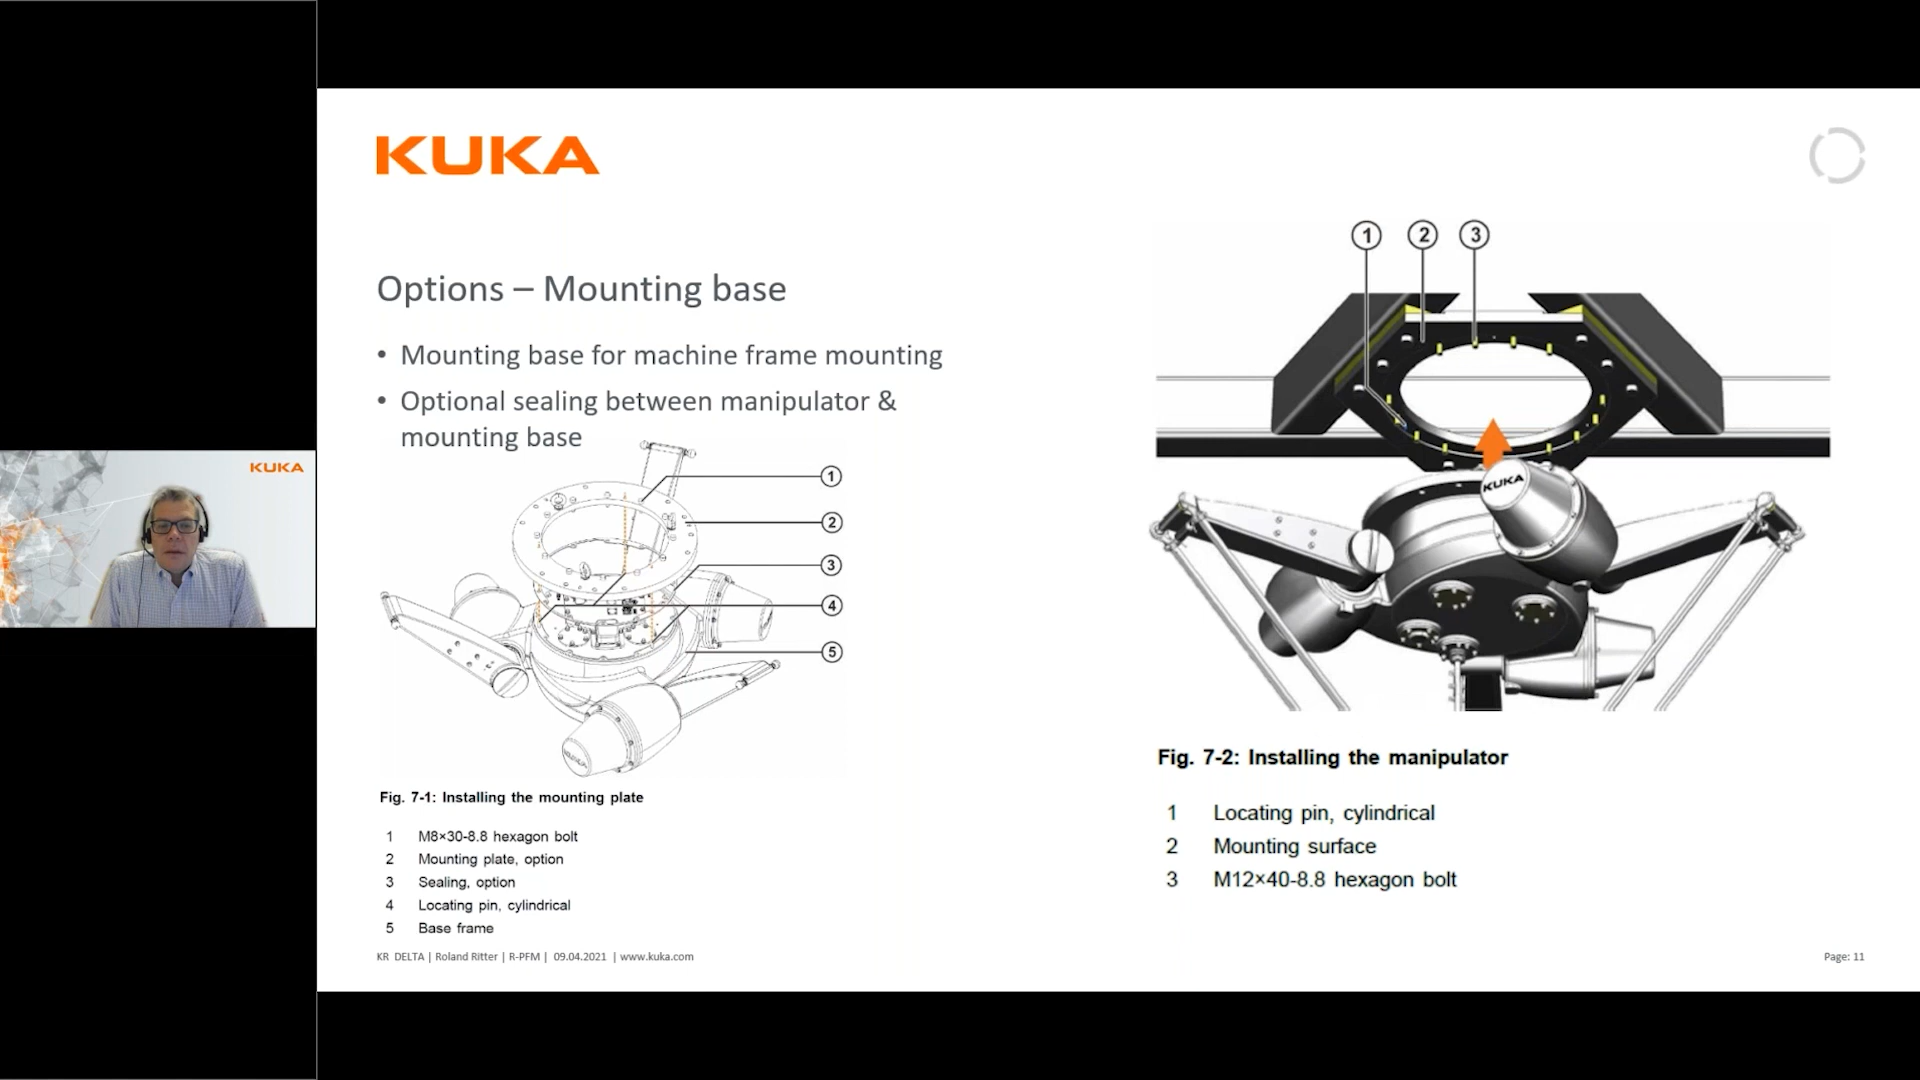 KUKA
KUKA
Options – Mounting base
• Mounting base for machine frame mounting
• Optional sealing between manipulator &
mounting base
1
2
3
4
5
KUKA
Fig. 7-1: Installing the mounting plate
1 M8×30-8.8 hexagon bolt
2 Mounting plate, option
3 Sealing, option
4 Locating pin, cylindrical
5 Base frame
1 2 3
KUKA
Fig. 7-2: Installing the manipulator
1 Locating pin, cylindrical
2 Mounting surface
3 M12×40-8.8 hexagon bolt
KR DELTA | Roland Ritter | R-PFM | 09.04.2021 | www.kuka.com
Page: 11